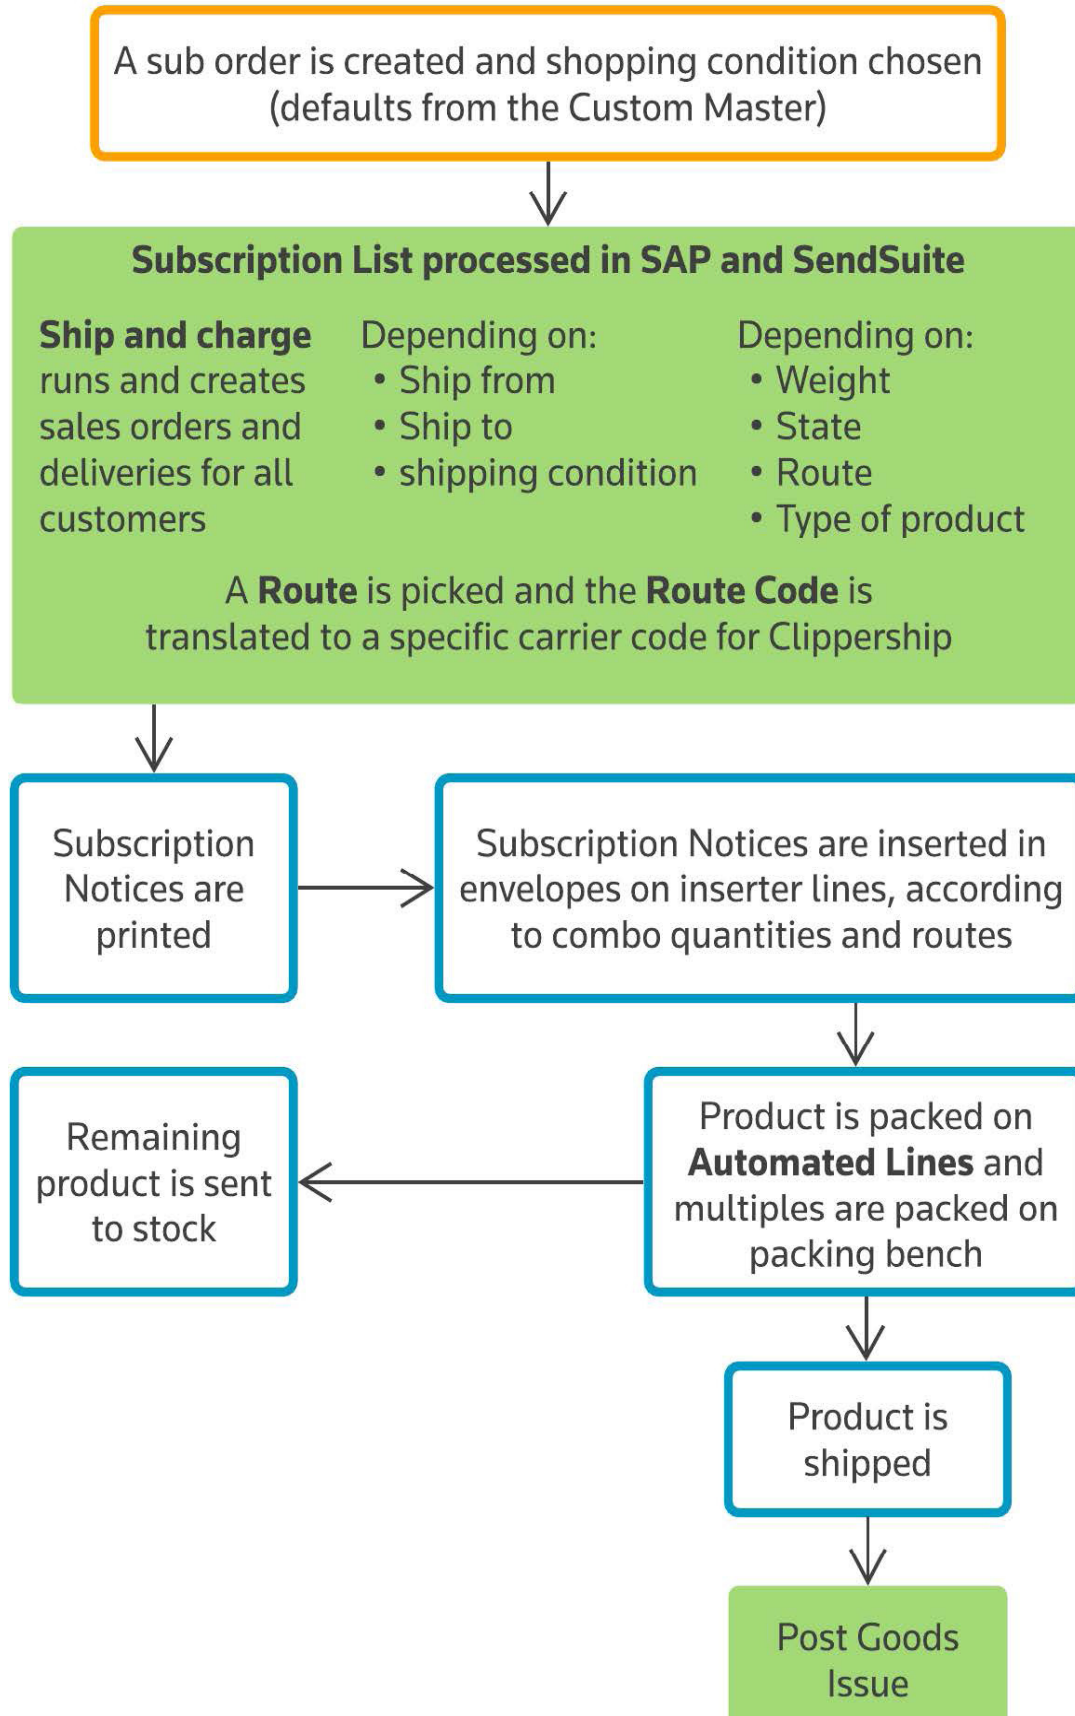 A sub order is created and shopping condition chosen
(defaults from the Custom Master)
Subscription List processed in SAP and SendSuite
Ship and charge
runs and creates
sales orders and
deliveries for all
customers
Depending on:
• Ship from
• Ship to
• shipping condition
Depending on:
• Weight
• State
• Route
• Type of product
A Route is picked and the Route Code is
translated to a specific carrier code for Clippership
Subscription
Notices are
printed
Subscription Notices are inserted in
envelopes on inserter lines, according
to combo quantities and routes
Remaining
product is sent
to stock
Product is packed on
Automated Lines and
multiples are packed on
packing bench
Product is
shipped
Post Goods
Issue